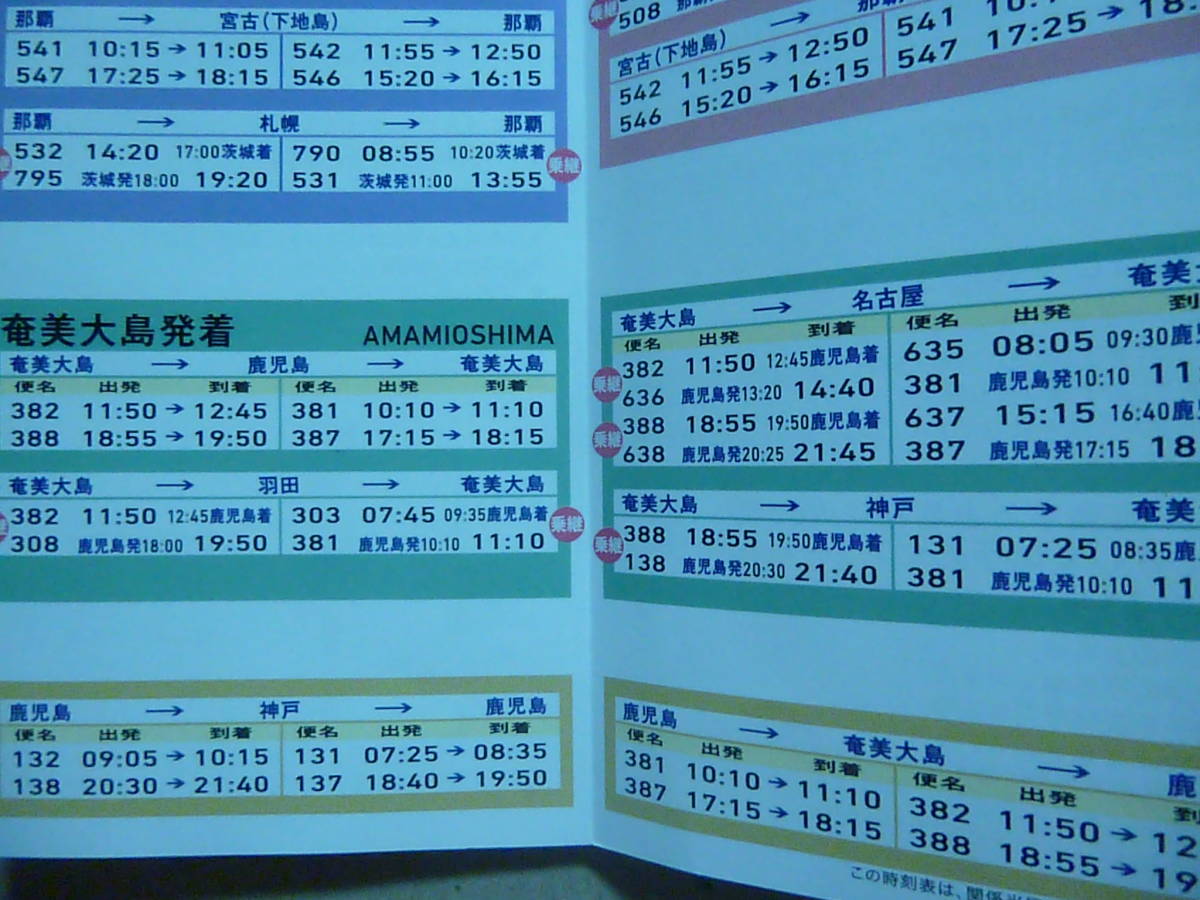 那覇 → 宮古(下地島) → 那覇
541 10:15→11:05 542 11:55→12:50
547 17:25→18:15 546 15:20→16:15
那覇 → 札幌 → 那覇
532 14:20 17:00茨城着 790 08:55 10:20茨城着
795 茨城発18:00 19:20 531 茨城発11:00 13:55
乗継
奄美大島発着 AMAMIOSHIMA
奄美大島 → 鹿児島 → 奄美大島
便名 出発 到着 便名 出発 到着
382 11:50→12:45 381 10:10→11:10
388 18:55→19:50 387 17:15→18:15
奄美大島 → 羽田 → 奄美大島
382 11:50 12:45鹿児島着 303 07:45 09:35鹿児島着
308 鹿児島発18:00 19:50 381 鹿児島発10:10 11:10
乗継
鹿児島 → 神戸 → 鹿児島
便名 出発 到着 便名 出発 到着
132 09:05→10:15 131 07:25→08:35
138 20:30→21:40 137 18:40→19:50
乗継
508
宮古(下地島) →
542 11:55→12:50 541
546 15:20→16:15 547 17:25→
奄美大島 → 名古屋 →
便名 出発 到着 便名 出発
乗継
382 11:50 12:45鹿児島着 635 08:05 09:30
636 鹿児島発13:20 14:40 381 鹿児島発10:10
乗継
388 18:55 19:50鹿児島着 637 15:15 16:40
638 鹿児島発20:25 21:45 387 鹿児島発17:15
奄美大島 → 神戸 →
乗継
388 18:55 19:50鹿児島着 131 07:25 08:35
138 鹿児島発20:30 21:40 381 鹿児島発10:10
鹿児島 → 奄美大島 →
便名 出発 到着 便名 出発
381 10:10→11:10 382 11:50→
387 17:15→18:15 388 18:55→
この時刻表は、関係